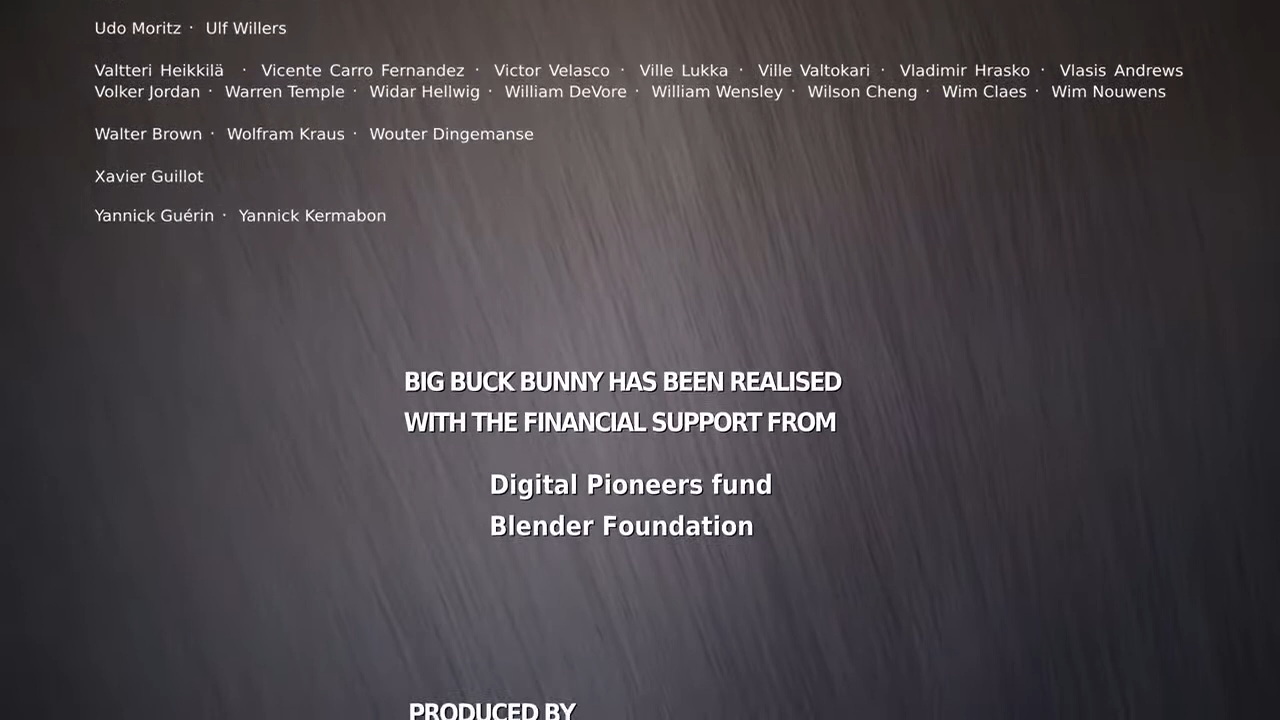 Udo Moritz · Ulf Willers
Valtteri Heikkilä · Vicente Carro Fernandez · Victor Velasco · Ville Lukka · Ville Valtokari · Vladimir Hrasko · Vlasis Andrews
Volker Jordan · Warren Temple · Widar Hellwig · William DeVore · William Wensley · Wilson Cheng · Wim Claes · Wim Nouwens
Walter Brown · Wolfram Kraus · Wouter Dingemanse
Xavier Guillot
Yannick Guérin · Yannick Kermabon
BIG BUCK BUNNY HAS BEEN REALISED
WITH THE FINANCIAL SUPPORT FROM
Digital Pioneers fund
Blender Foundation
PRODUCED BY